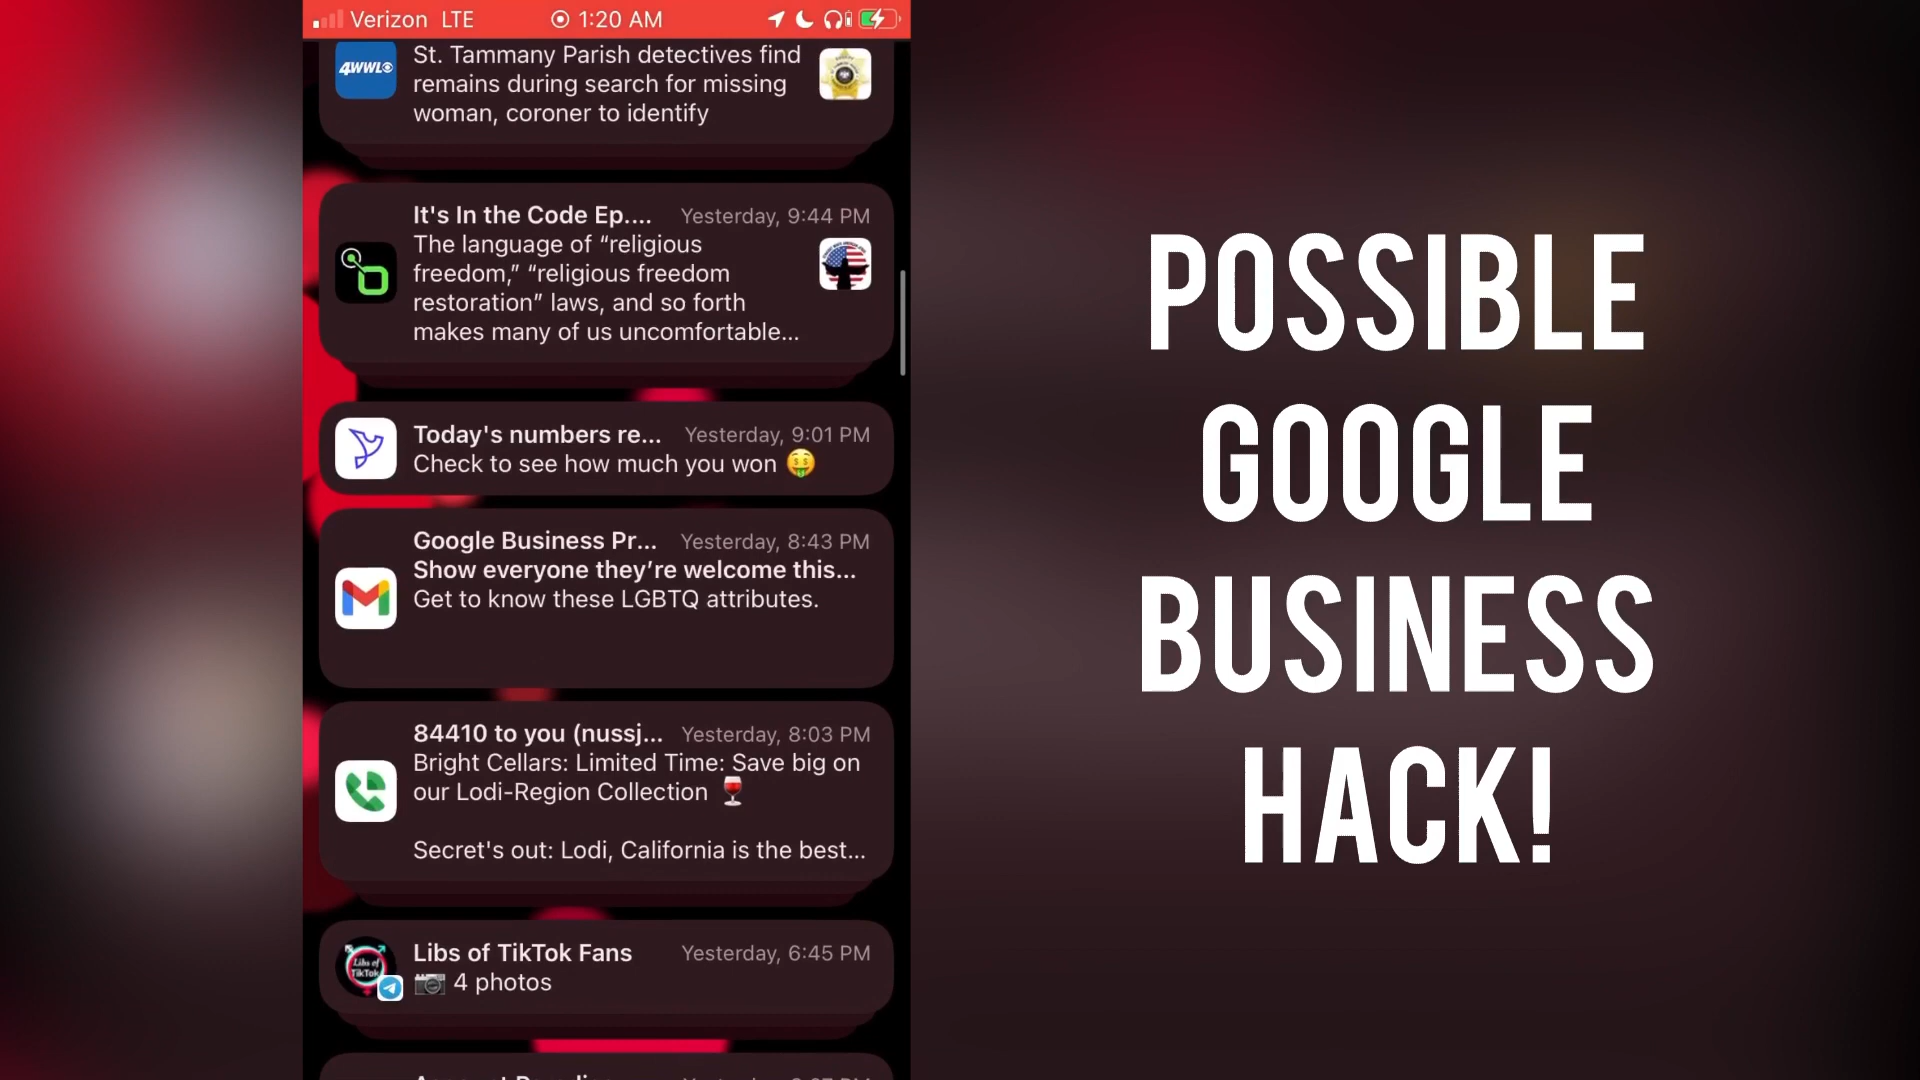 Verizon LTE 1:20 AM
4WWL
St. Tammany Parish detectives find
remains during search for missing
woman, coroner to identify
It's In the Code Ep.... Yesterday, 9:44 PM
The language of “religious
freedom,” “religious freedom
restoration” laws, and so forth
makes many of us uncomfortable...
Today's numbers re... Yesterday, 9:01 PM
Check to see how much you won
Google Business Pr... Yesterday, 8:43 PM
Show everyone they’re welcome this...
Get to know these LGBTQ attributes.
84410 to you (nussj... Yesterday, 8:03 PM
Bright Cellars: Limited Time: Save big on
our Lodi-Region Collection
Secret's out: Lodi, California is the best...
Libs of TikTok
Libs of TikTok Fans Yesterday, 6:45 PM
4 photos
POSSIBLE
GOOGLE
BUSINESS
HACK!